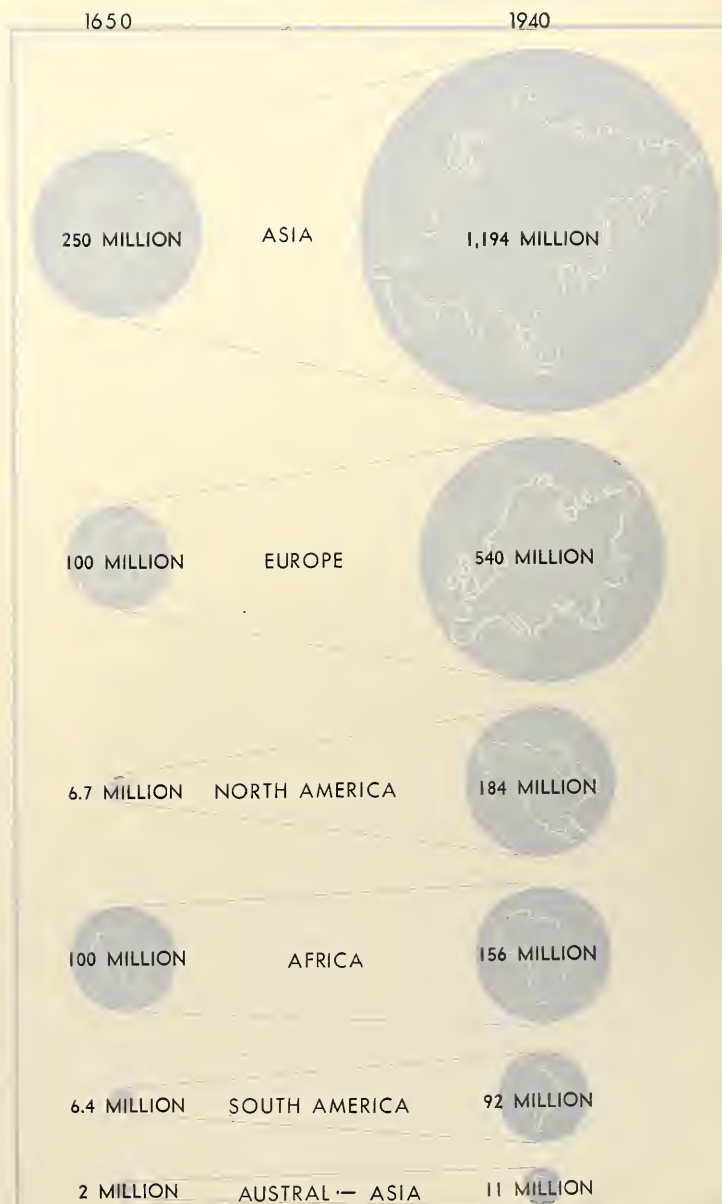 1650 1940
250 MILLION ASIA 1,194 MILLION
100 MILLION EUROPE 540 MILLION
6.7 MILLION NORTH AMERICA 184 MILLION
100 MILLION AFRICA 156 MILLION
6.4 MILLION SOUTH AMERICA 92 MILLION
2 MILLION AUSTRAL — ASIA 11 MILLION